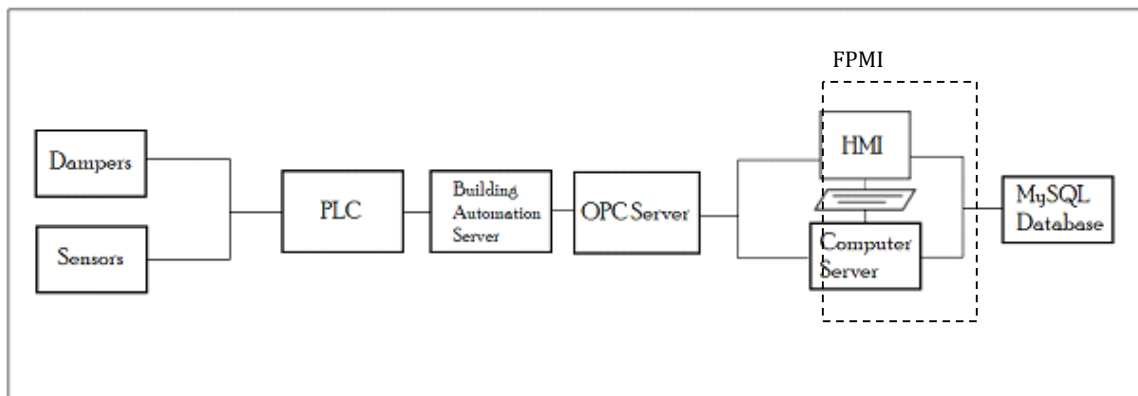 FPMI
Dampers
Sensors
PLC
Building
Automation
Server
OPC Server
HMI
Computer
Server
MySQL
Database